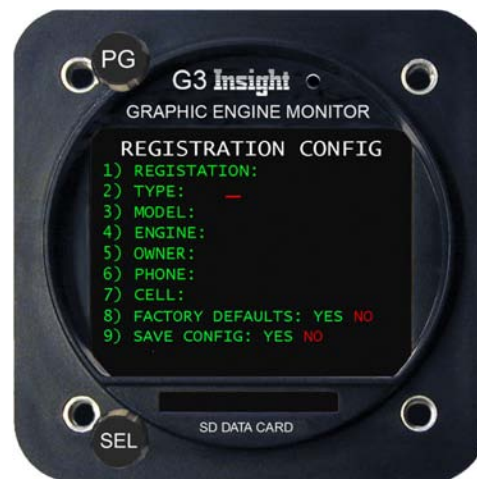 PG
G3 Insight
GRAPHIC ENGINE MONITOR
REGISTRATION CONFIG
1) REGISTATION:
2) TYPE: _
3) MODEL:
4) ENGINE:
5) OWNER:
6) PHONE:
7) CELL:
8) FACTORY DEFAULTS: YES NO
9) SAVE CONFIG: YES NO
SD DATA CARD
SEL